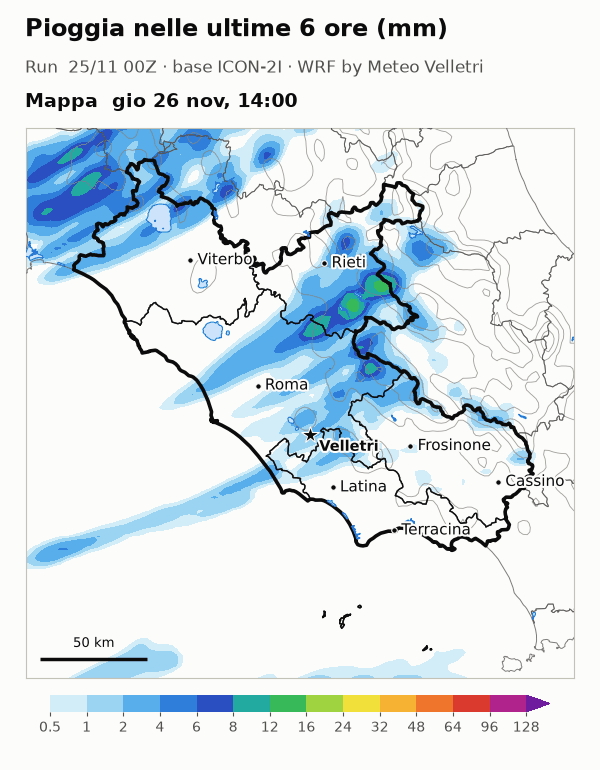 Pioggia nelle ultime 6 ore (mm)
Run  25/11 00Z · base ICON-2I · WRF by Meteo Velletri
Mappa  gio 26 nov, 14:00
Viterbo
Rieti
Roma
Velletri
Frosinone
Latina
Cassino
Terracina
50 km
0.5 1 2 4 6 8 12 16 24 32 48 64 96 128